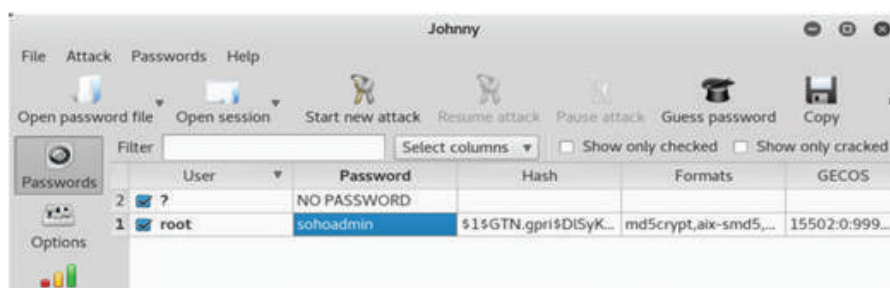 Johnny
File Attack Passwords Help
Open password file Open session Start new attack Resume attack Pause attack Guess password Copy
Filter Select columns Show only checked Show only cracked
Passwords
User Password Hash Formats GECOS
2 ? NO PASSWORD
1 root sohoadmin $1$GTN.gpri$DlSyK... md5crypt,aix-smd5,... 15502:0:999...
Options